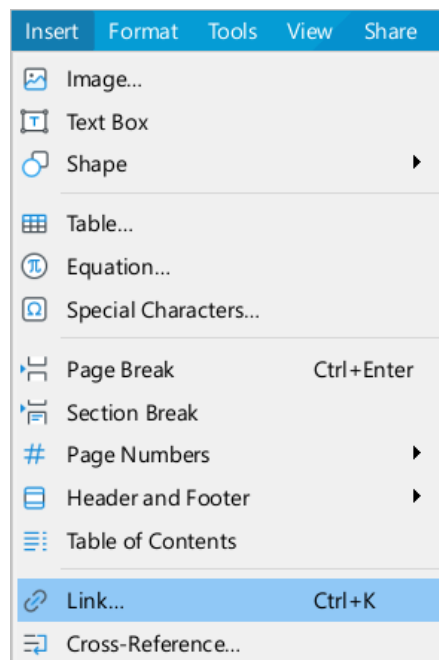 Insert Format Tools View Share
Image...
Text Box
Shape
Table...
Equation...
Special Characters...
Page Break Ctrl+Enter
Section Break
Page Numbers
Header and Footer
Table of Contents
Link... Ctrl+K
Cross-Reference...